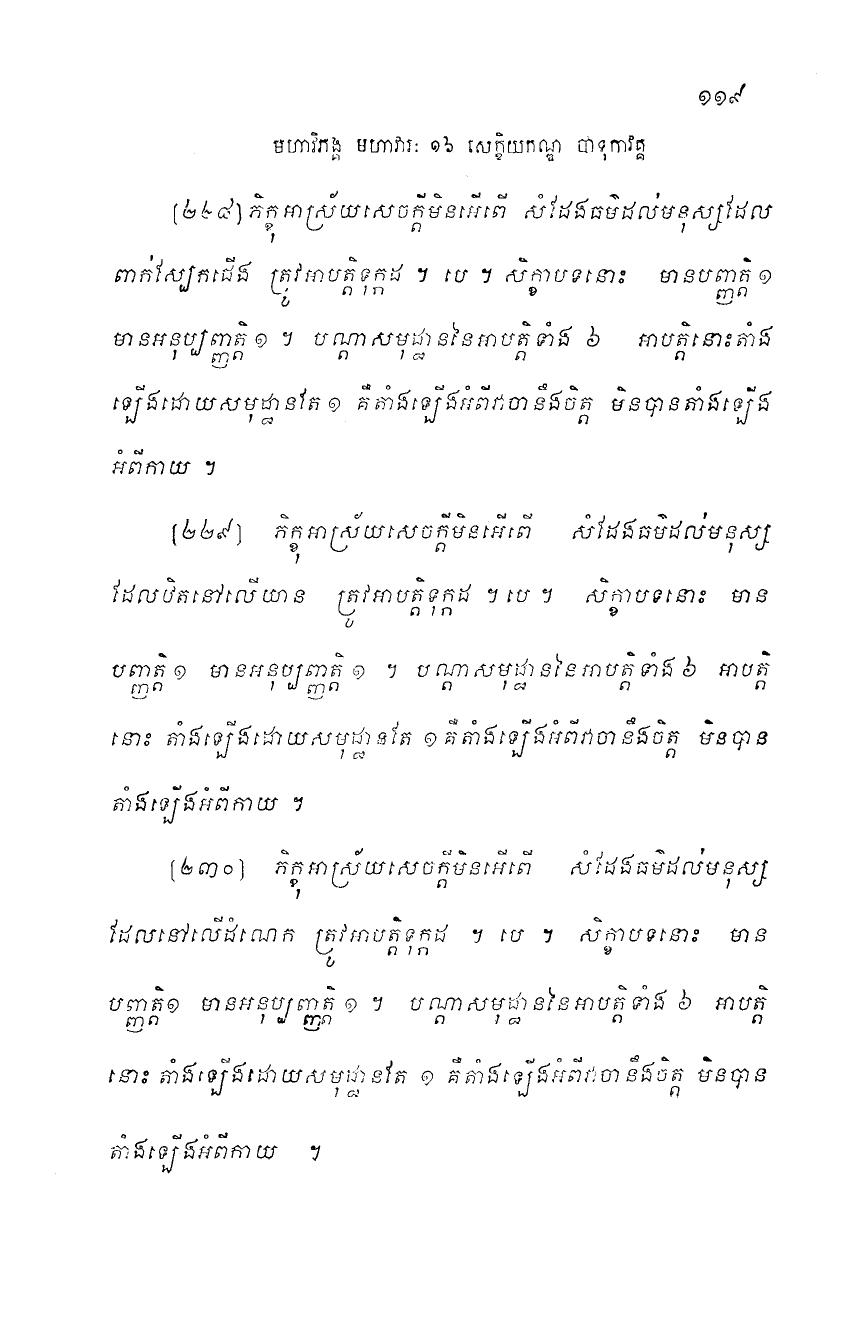 ១១៩
មហាវិភង្គ មហាវារៈ ១៦ សេក្ខិយកណ្ឌ បាទុកាវគ្គ
[២២៨] ភិក្ខុអាស្រ័យសេចក្តីមិនអើពើ សំដែងធម៌ដល់មនុស្សដែល
ពាក់ស្បែកជើង ត្រូវអាបត្តិទុក្កដ ។ បេ ។ សិក្ខាបទនោះ មានបញ្ញត្តិ ១
មានអនុប្បញ្ញត្តិ ១ ។ បណ្តាសមុដ្ឋាននៃអាបត្តិទាំង ៦ អាបត្តិនោះតាំង
ឡើងដោយសមុដ្ឋានតែ ១ គឺតាំងឡើងអំពីវាចានឹងចិត្ត មិនបានតាំងឡើង
អំពីកាយ ។
[២២៩] ភិក្ខុអាស្រ័យសេចក្តីមិនអើពើ សំដែងធម៌ដល់មនុស្ស
ដែលឋិតនៅលើយាន ត្រូវអាបត្តិទុក្កដ ។ បេ ។ សិក្ខាបទនោះ មាន
បញ្ញត្តិ ១ មានអនុប្បញ្ញត្តិ ១ ។ បណ្តាសមុដ្ឋាននៃអាបត្តិទាំង ៦ អាបត្តិ
នោះ តាំងឡើងដោយសមុដ្ឋានតែ ១ គឺតាំងឡើងអំពីវាចានឹងចិត្ត មិនបាន
តាំងឡើងអំពីកាយ ។
[២៣០] ភិក្ខុអាស្រ័យសេចក្តីមិនអើពើ សំដែងធម៌ដល់មនុស្ស
ដែលនៅលើដំណេក ត្រូវអាបត្តិទុក្កដ ។ បេ ។ សិក្ខាបទនោះ មាន
បញ្ញត្តិ១ មានអនុប្បញ្ញត្តិ ១ ។ បណ្តាសមុដ្ឋាននៃអាបត្តិទាំង ៦ អាបត្តិ
នោះ តាំងឡើងដោយសមុដ្ឋានតែ ១ គឺតាំងឡើងអំពីវាចានឹងចិត្ត មិនបាន
តាំងឡើងអំពីកាយ ។